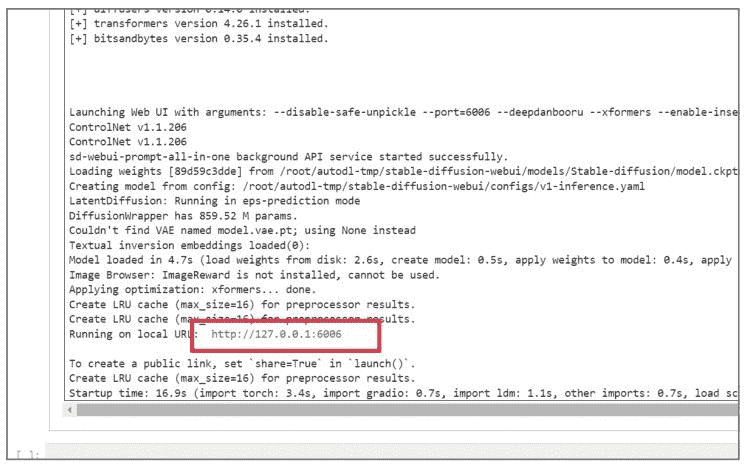 [+] diffusers version 0.14.0 installed.
[+] transformers version 4.26.1 installed.
[+] bitsandbytes version 0.35.4 installed.
Launching Web UI with arguments: --disable-safe-unpickle --port=6006 --deepdanbooru --xformers --enable-inse
ControlNet v1.1.206
ControlNet v1.1.206
sd-webui-prompt-all-in-one background API service started successfully.
Loading weights [89d59c3dde] from /root/autodl-tmp/stable-diffusion-webui/models/Stable-diffusion/model.ckpt
Creating model from config: /root/autodl-tmp/stable-diffusion-webui/configs/v1-inference.yaml
LatentDiffusion: Running in eps-prediction mode
DiffusionWrapper has 859.52 M params.
Couldn't find VAE named model.vae.pt; using None instead
Textual inversion embeddings loaded(0):
Model loaded in 4.7s (load weights from disk: 2.6s, create model: 0.5s, apply weights to model: 0.4s, apply
Image Browser: ImageReward is not installed, cannot be used.
Applying optimization: xformers... done.
Create LRU cache (max_size=16) for preprocessor results.
Create LRU cache (max_size=16) for preprocessor results.
Running on local URL:  http://127.0.0.1:6006
To create a public link, set `share=True` in `launch()`.
Create LRU cache (max_size=16) for preprocessor results.
Startup time: 16.9s (import torch: 3.4s, import gradio: 0.7s, import ldm: 1.1s, other imports: 0.7s, load sc
[ ]: